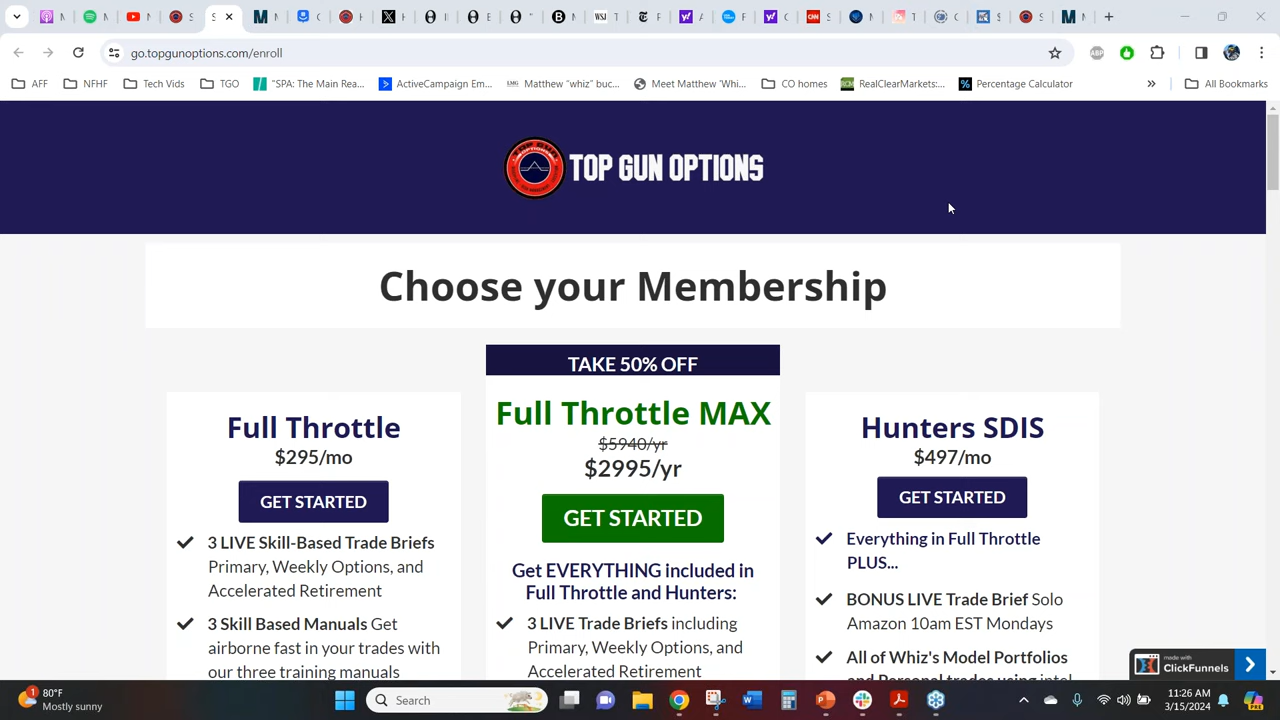 go.topgunoptions.com/enroll
AFF
NFHF
Tech Vids
TGO
"SPA: The Main Rea...
ActiveCampaign Em...
Matthew "whiz" buc...
Meet Matthew 'Whi...
CO homes
RealClearMarkets:...
Percentage Calculator
All Bookmarks
TOP GUN OPTIONS
Choose your Membership
TAKE 50% OFF
Full Throttle
$295/mo
GET STARTED
3 LIVE Skill-Based Trade Briefs
Primary, Weekly Options, and
Accelerated Retirement
3 Skill Based Manuals Get
airborne fast in your trades with
our three training manuals
Full Throttle MAX
$5940/yr
$2995/yr
GET STARTED
Get EVERYTHING included in
Full Throttle and Hunters:
3 LIVE Trade Briefs including
Primary, Weekly Options, and
Accelerated Retirement
Hunters SDIS
$497/mo
GET STARTED
Everything in Full Throttle
PLUS...
BONUS LIVE Trade Brief Solo
Amazon 10am EST Mondays
All of Whiz's Model Portfolios
and Personal trades using intel
made with
ClickFunnels
80°F
Mostly sunny
Search
11:26 AM
3/15/2024